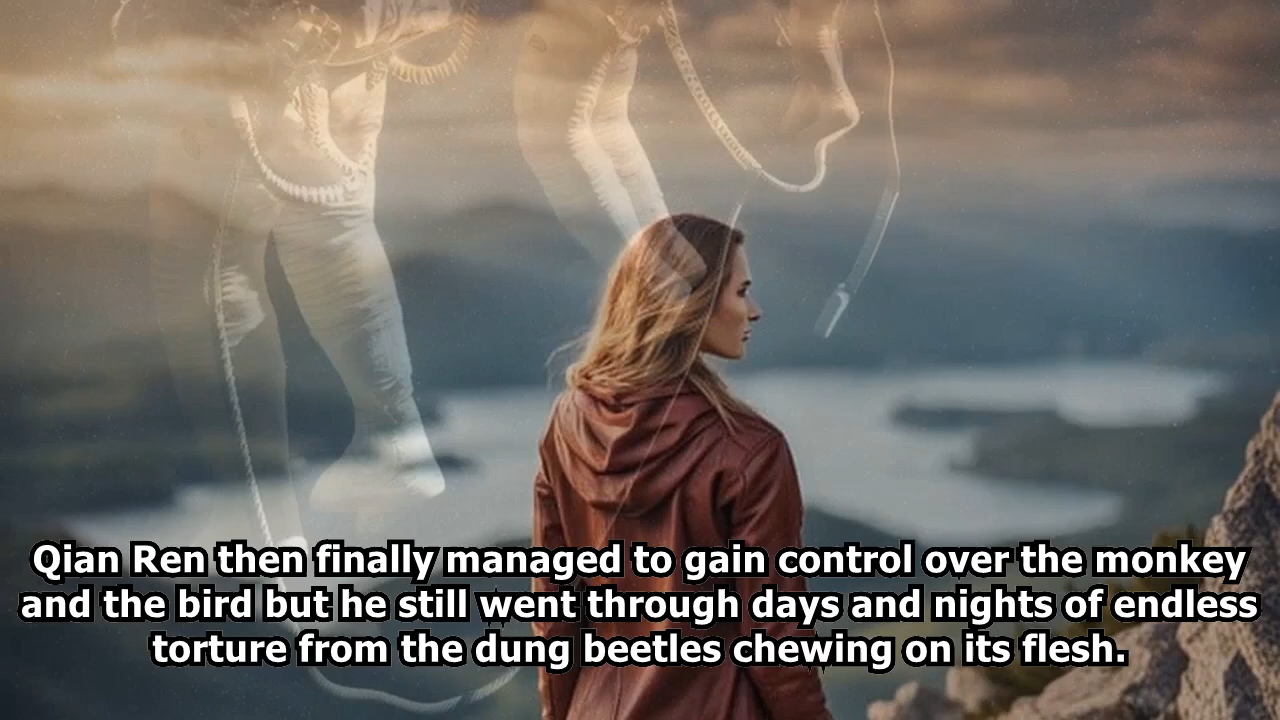 Qian Ren then finally managed to gain control over the monkey
and the bird but he still went through days and nights of endless
torture from the dung beetles chewing on its flesh.